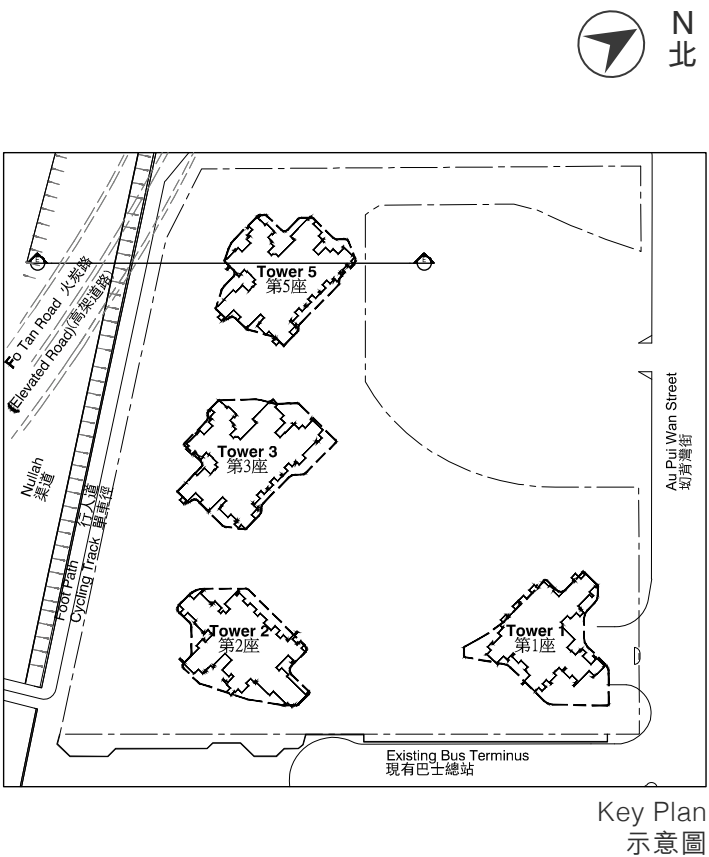 N
北
Fo Tan Road 火炭路
(Elevated Road)(高架道路)
Tower 5
第5座
Tower 3
第3座
Au Pui Wan Street
坳背灣街
Nullah
渠道
Foot Path 行人道
Cycling Track 單車徑
Tower 2
第2座
Tower 1
第1座
Existing Bus Terminus
現有巴士總站
Key Plan
示意圖